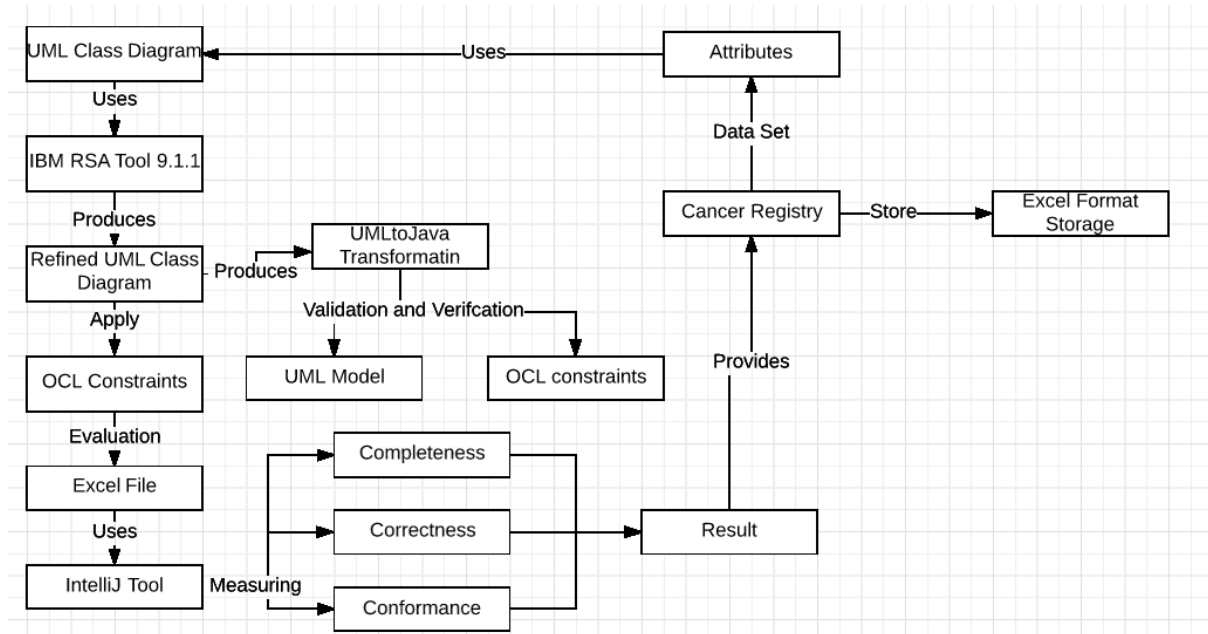 UML Class Diagram
Uses
Attributes
Uses
Data Set
IBM RSA Tool 9.1.1
Produces
Cancer Registry
Store
Excel Format
Storage
Refined UML Class
Diagram
Produces
UMLtoJava
Transformatin
Apply
Validation and Verifcation
OCL Constraints
UML Model
OCL constraints
Provides
Evaluation
Completeness
Excel File
Uses
Correctness
Result
IntelliJ Tool
Measuring
Conformance